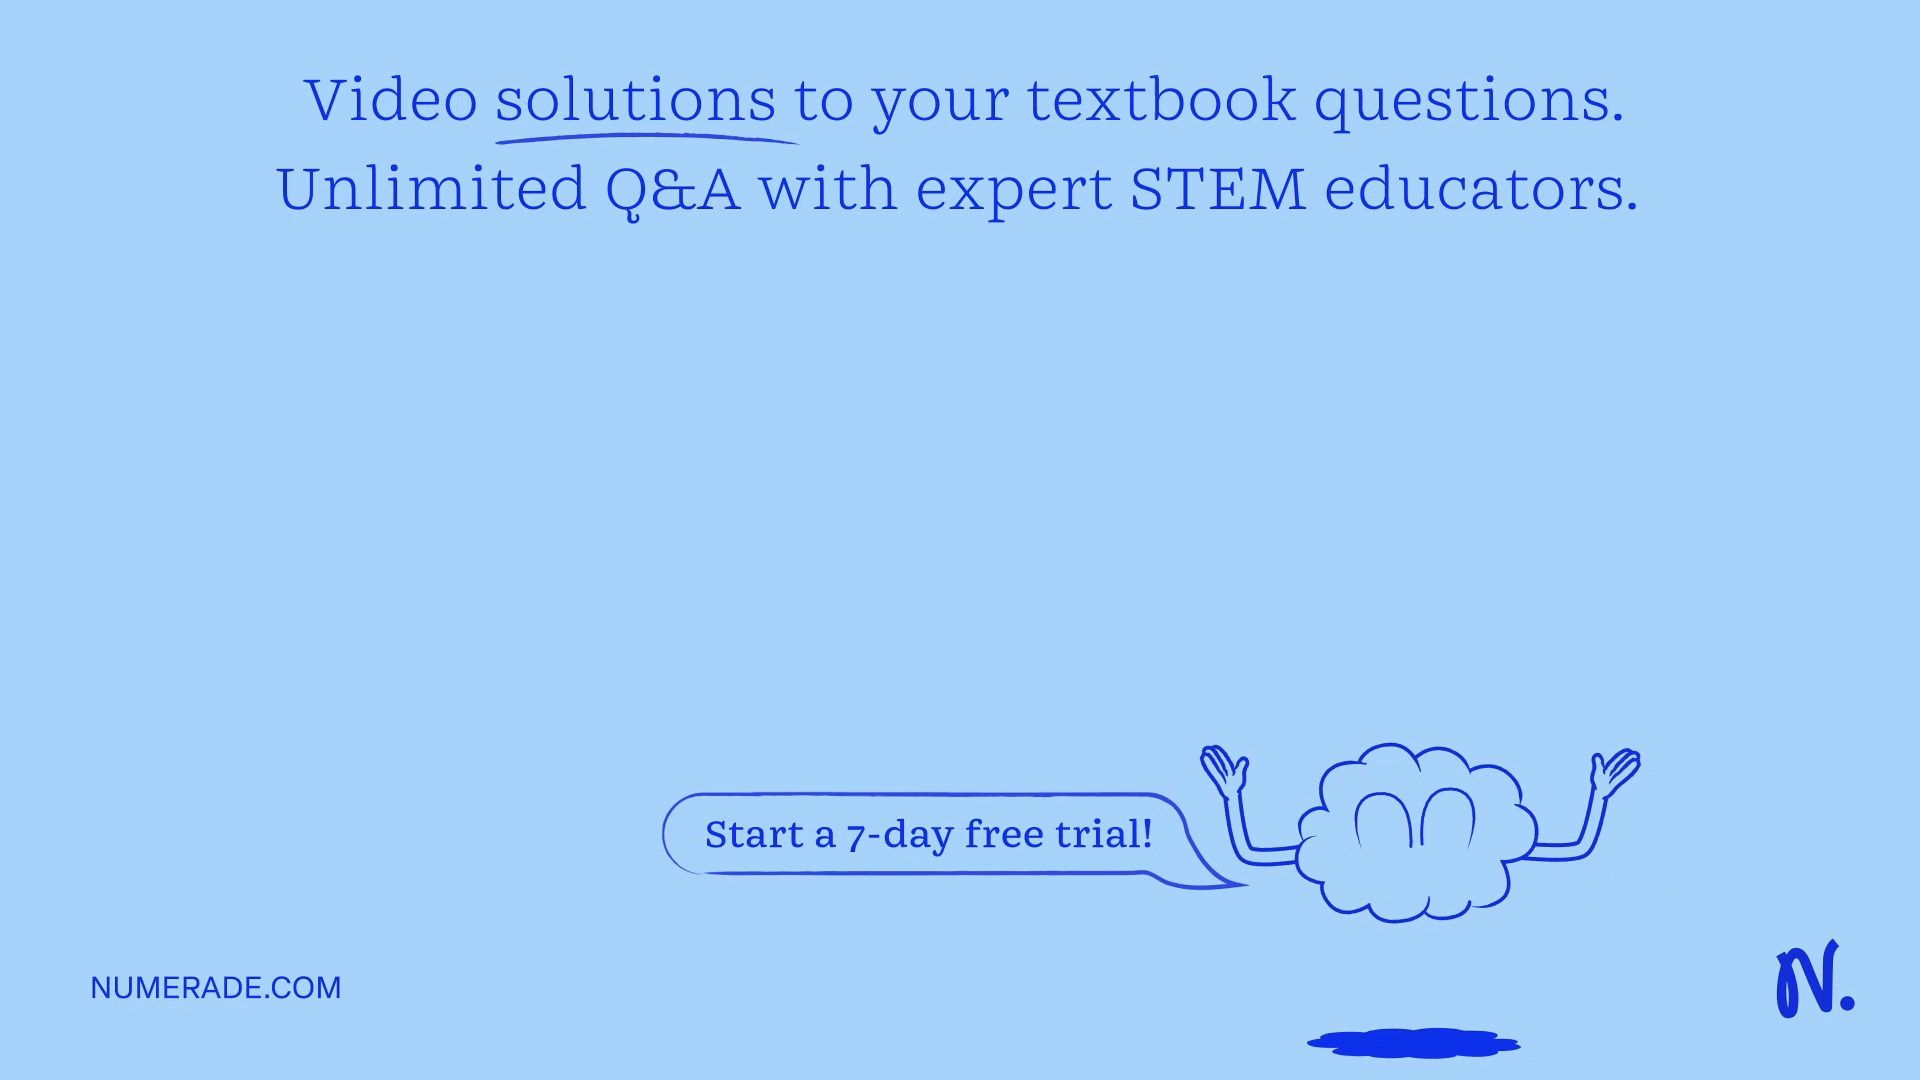 Video solutions to your textbook questions.
Unlimited Q&A with expert STEM educators.
Start a 7-day free trial!
NUMERADE.COM
N.